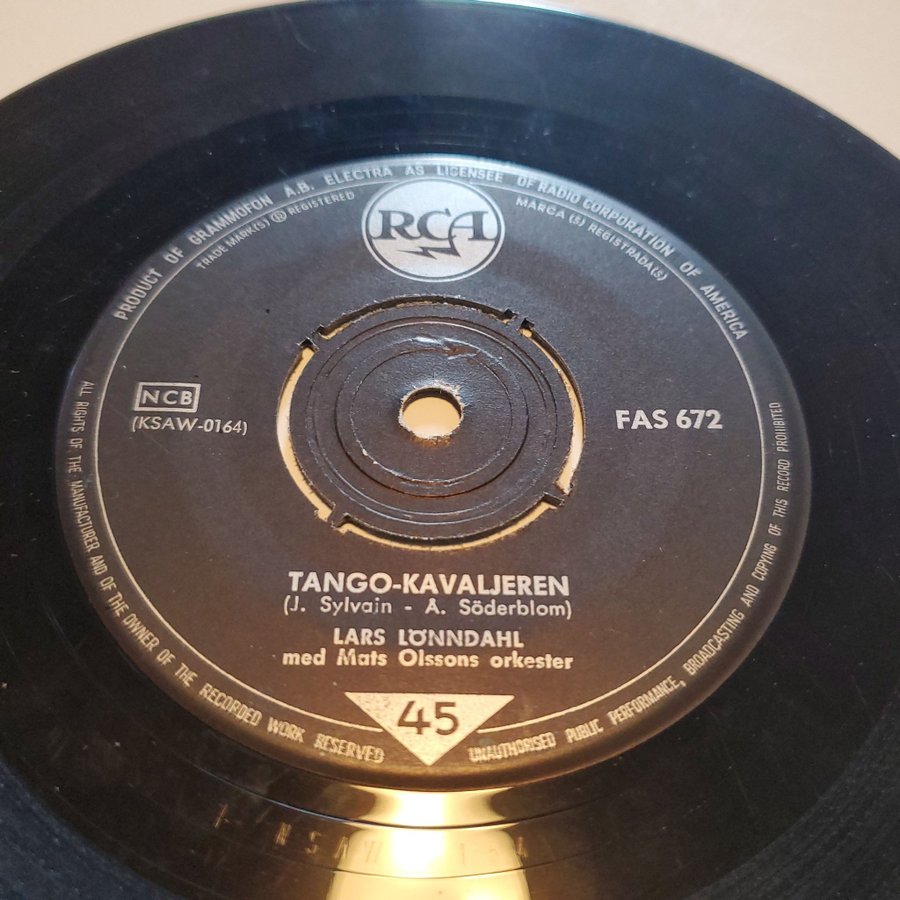 PRODUCT OF GRAMMOFON A.B. ELECTRA AS LICENSEE OF RADIO CORPORATION OF AMERICA
TRADE MARK(S) ® REGISTERED
MARCA(S) REGISTRADA(S)
RCA
NCB
(KSAW-0164)
FAS 672
TANGO-KAVALJEREN
(J. Sylvain - A. Söderblom)
LARS LÖNNDAHL
med Mats Olssons orkester
45
ALL RIGHTS OF THE MANUFACTURER AND OF THE OWNER OF THE RECORDED WORK RESERVED
UNAUTHORISED PUBLIC PERFORMANCE, BROADCASTING AND COPYING OF THIS RECORD PROHIBITED